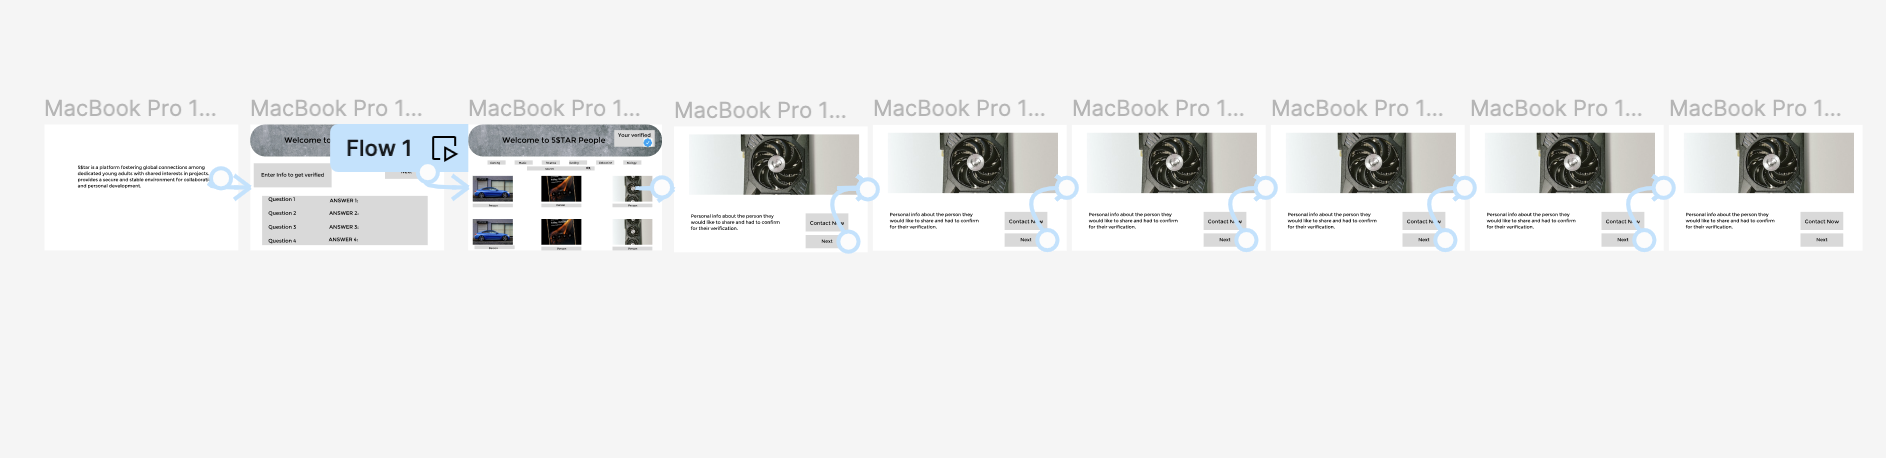 MacBook Pro 1...
MacBook Pro 1...
MacBook Pro 1...
MacBook Pro 1...
MacBook Pro 1...
MacBook Pro 1...
MacBook Pro 1...
MacBook Pro 1...
MacBook Pro 1...
is a platform fostering global connections among
dedicated young adults with shared interests in projects.
provides a secure and stable environment for
and personal development.
Welcome to
Flow 1
Enter Info to get verified
Next
Question 1 ANSWER 1:
Question 2 ANSWER 2:
Question 3 ANSWER 3:
Question 4 ANSWER 4:
Welcome to 5$TAR People
Your verified
Personal info about the person they
would like to share and had to confirm
for their verification.
Contact N w
Next
Personal info about the person they
would like to share and had to confirm
for their verification.
Contact N w
Next
Personal info about the person they
would like to share and had to confirm
for their verification.
Contact N w
Next
Personal info about the person they
would like to share and had to confirm
for their verification.
Contact N w
Next
Personal info about the person they
would like to share and had to confirm
for their verification.
Contact N w
Next
Personal info about the person they
would like to share and had to confirm
for their verification.
Contact Now
Next